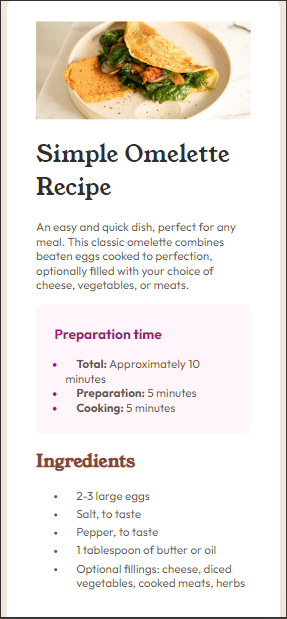 Simple Omelette
Recipe
An easy and quick dish, perfect for any
meal. This classic omelette combines
beaten eggs cooked to perfection,
optionally filled with your choice of
cheese, vegetables, or meats.
Preparation time
• Total: Approximately 10
minutes
• Preparation: 5 minutes
• Cooking: 5 minutes
Ingredients
• 2-3 large eggs
• Salt, to taste
• Pepper, to taste
• 1 tablespoon of butter or oil
• Optional fillings: cheese, diced
vegetables, cooked meats, herbs